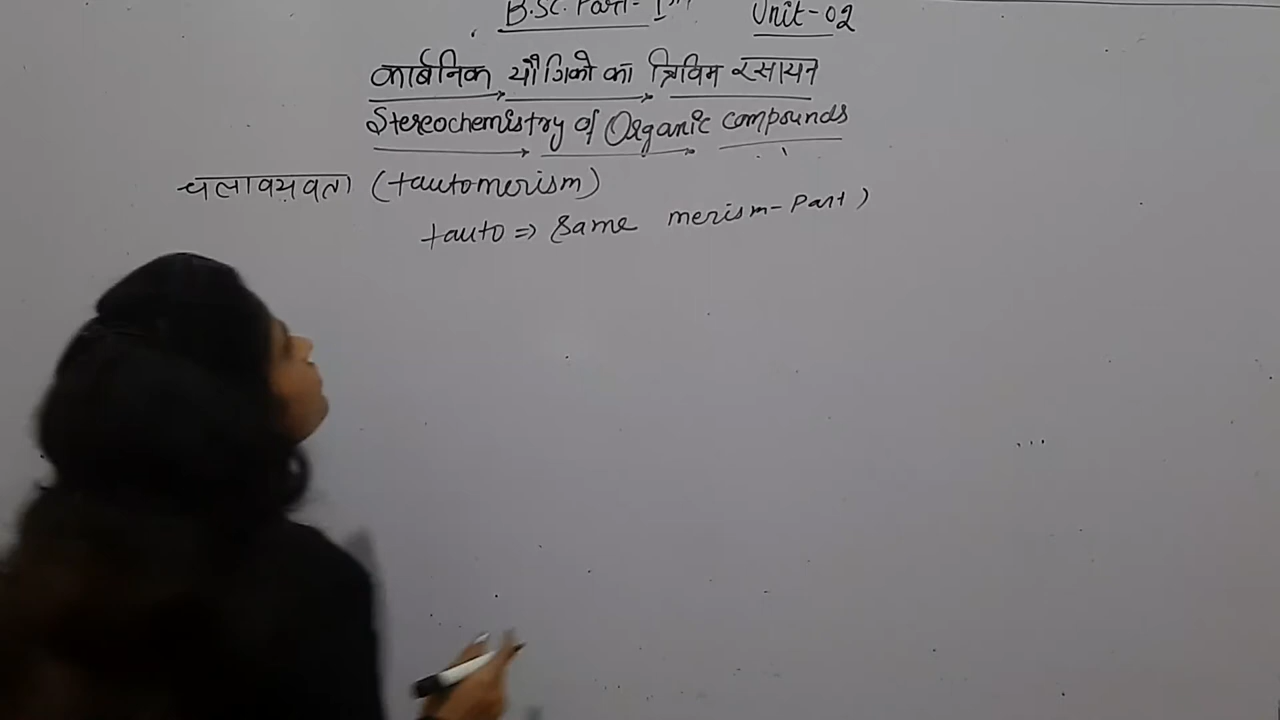 B.Sc. Part- Unit-02
कार्बनिक यौगिको का त्रिविम रसायन
Stereochemistry of Organic compounds
चलावयवता (tautomerism)
tauto => Same merism-Part)